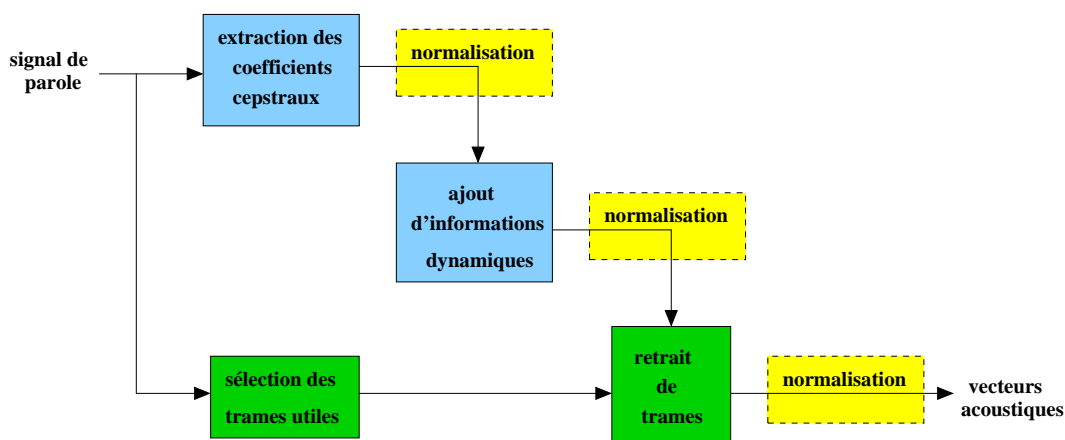 signal de
parole
extraction des
coefficients
cepstraux
normalisation
ajout
d'informations
dynamiques
normalisation
sélection des
trames utiles
retrait
de
trames
normalisation
vecteurs
acoustiques